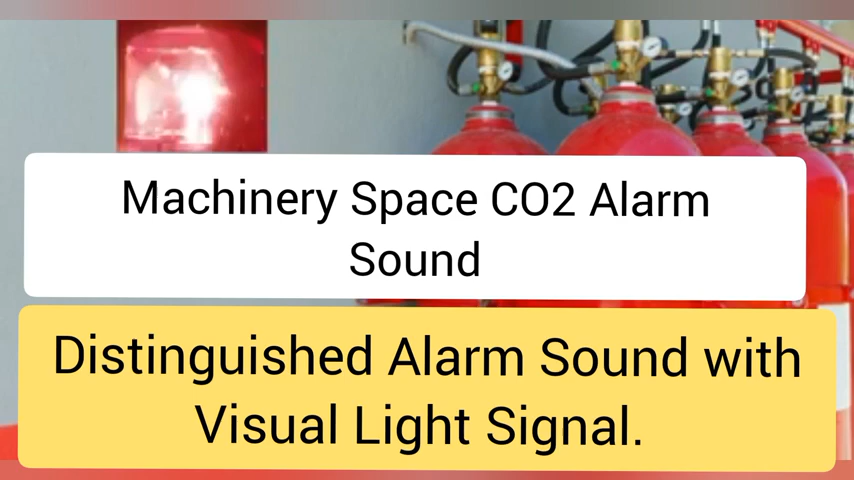 Machinery Space CO2 Alarm
Sound
Distinguished Alarm Sound with
Visual Light Signal.